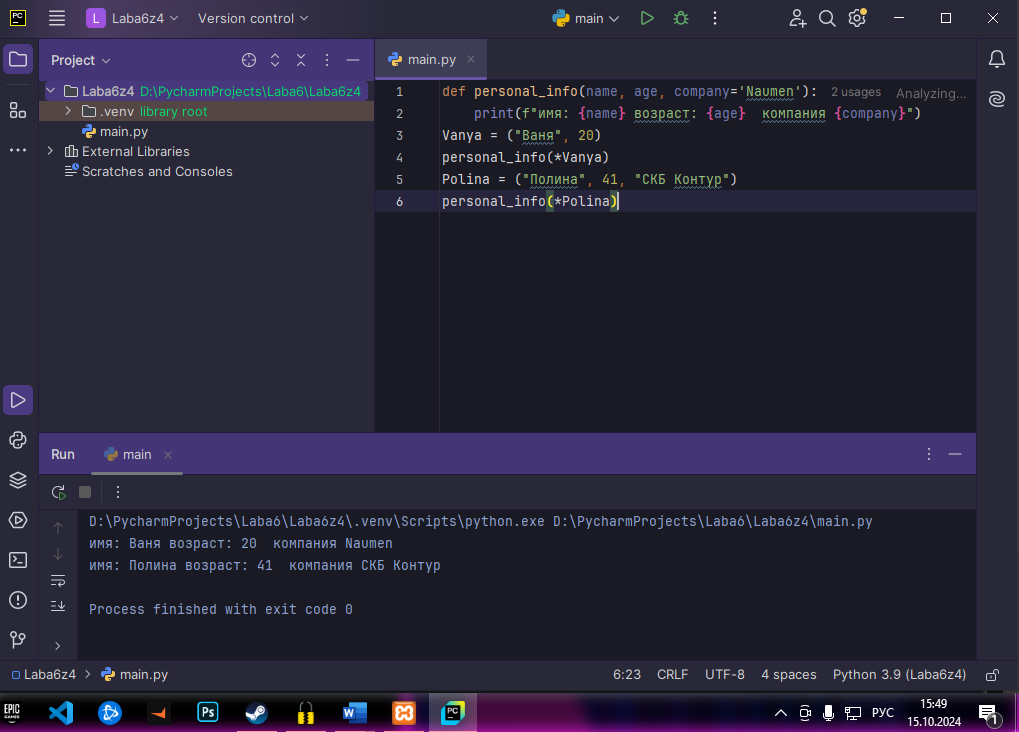 PC L Laba6z4 Version control main
Project main.py
Laba6z4 D:\PycharmProjects\Laba6\Laba6z4
.venv library root
main.py
External Libraries
Scratches and Consoles
1 def personal_info(name, age, company='Naumen'): 2 usages Analyzing...
2 print(f"имя: {name} возраст: {age}  компания {company}")
3 Vanya = ("Ваня", 20)
4 personal_info(*Vanya)
5 Polina = ("Полина", 41, "СКБ Контур")
6 personal_info(*Polina)
Run main
D:\PycharmProjects\Laba6\Laba6z4\.venv\Scripts\python.exe D:\PycharmProjects\Laba6\Laba6z4\main.py
имя: Ваня возраст: 20  компания Naumen
имя: Полина возраст: 41  компания СКБ Контур
Process finished with exit code 0
Laba6z4 main.py 6:23 CRLF UTF-8 4 spaces Python 3.9 (Laba6z4)
EPIC GAMES Ps W PC РУС 15:49
15.10.2024 1